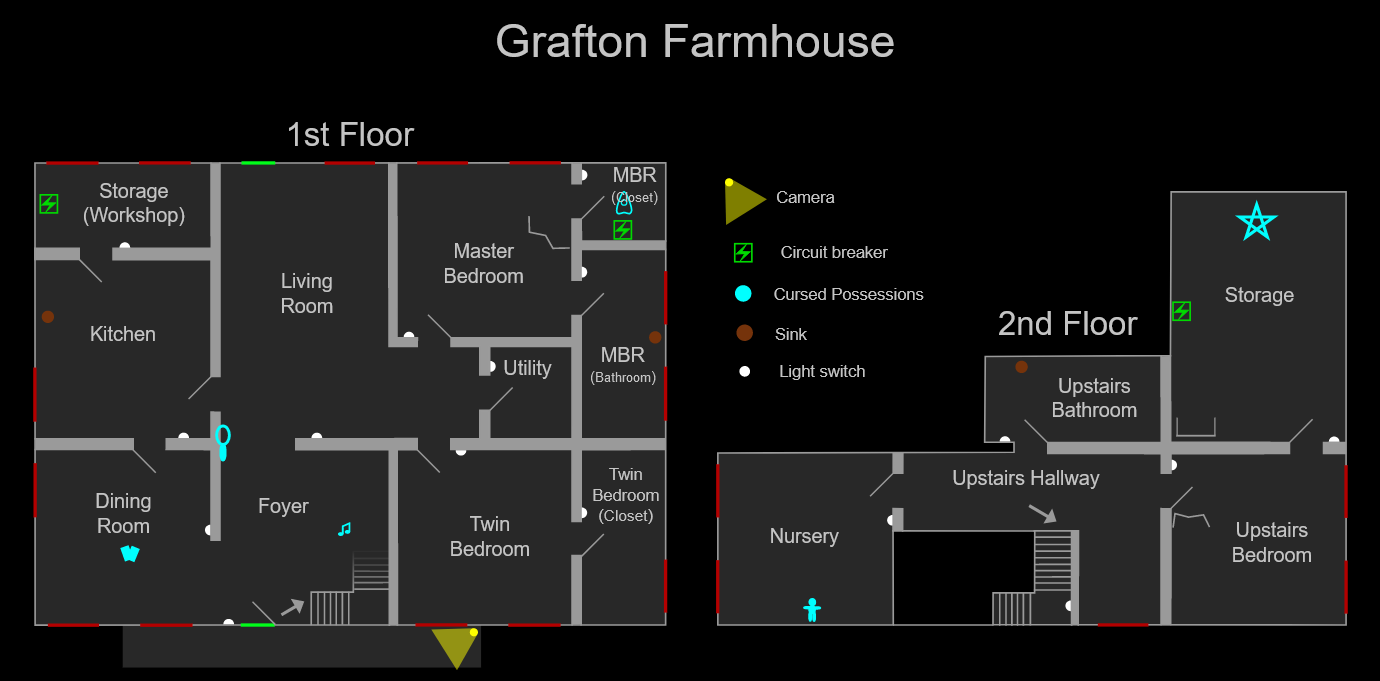 Grafton Farmhouse
1st Floor
Storage
(Workshop)
MBR
(Closet)
Master
Bedroom
Living
Room
Kitchen
MBR
(Bathroom)
Utility
Dining
Room
Foyer
Twin
Bedroom
Twin
Bedroom
(Closet)
Camera
Circuit breaker
Cursed Possessions
Sink
Light switch
2nd Floor
Storage
Upstairs
Bathroom
Upstairs Hallway
Nursery
Upstairs
Bedroom